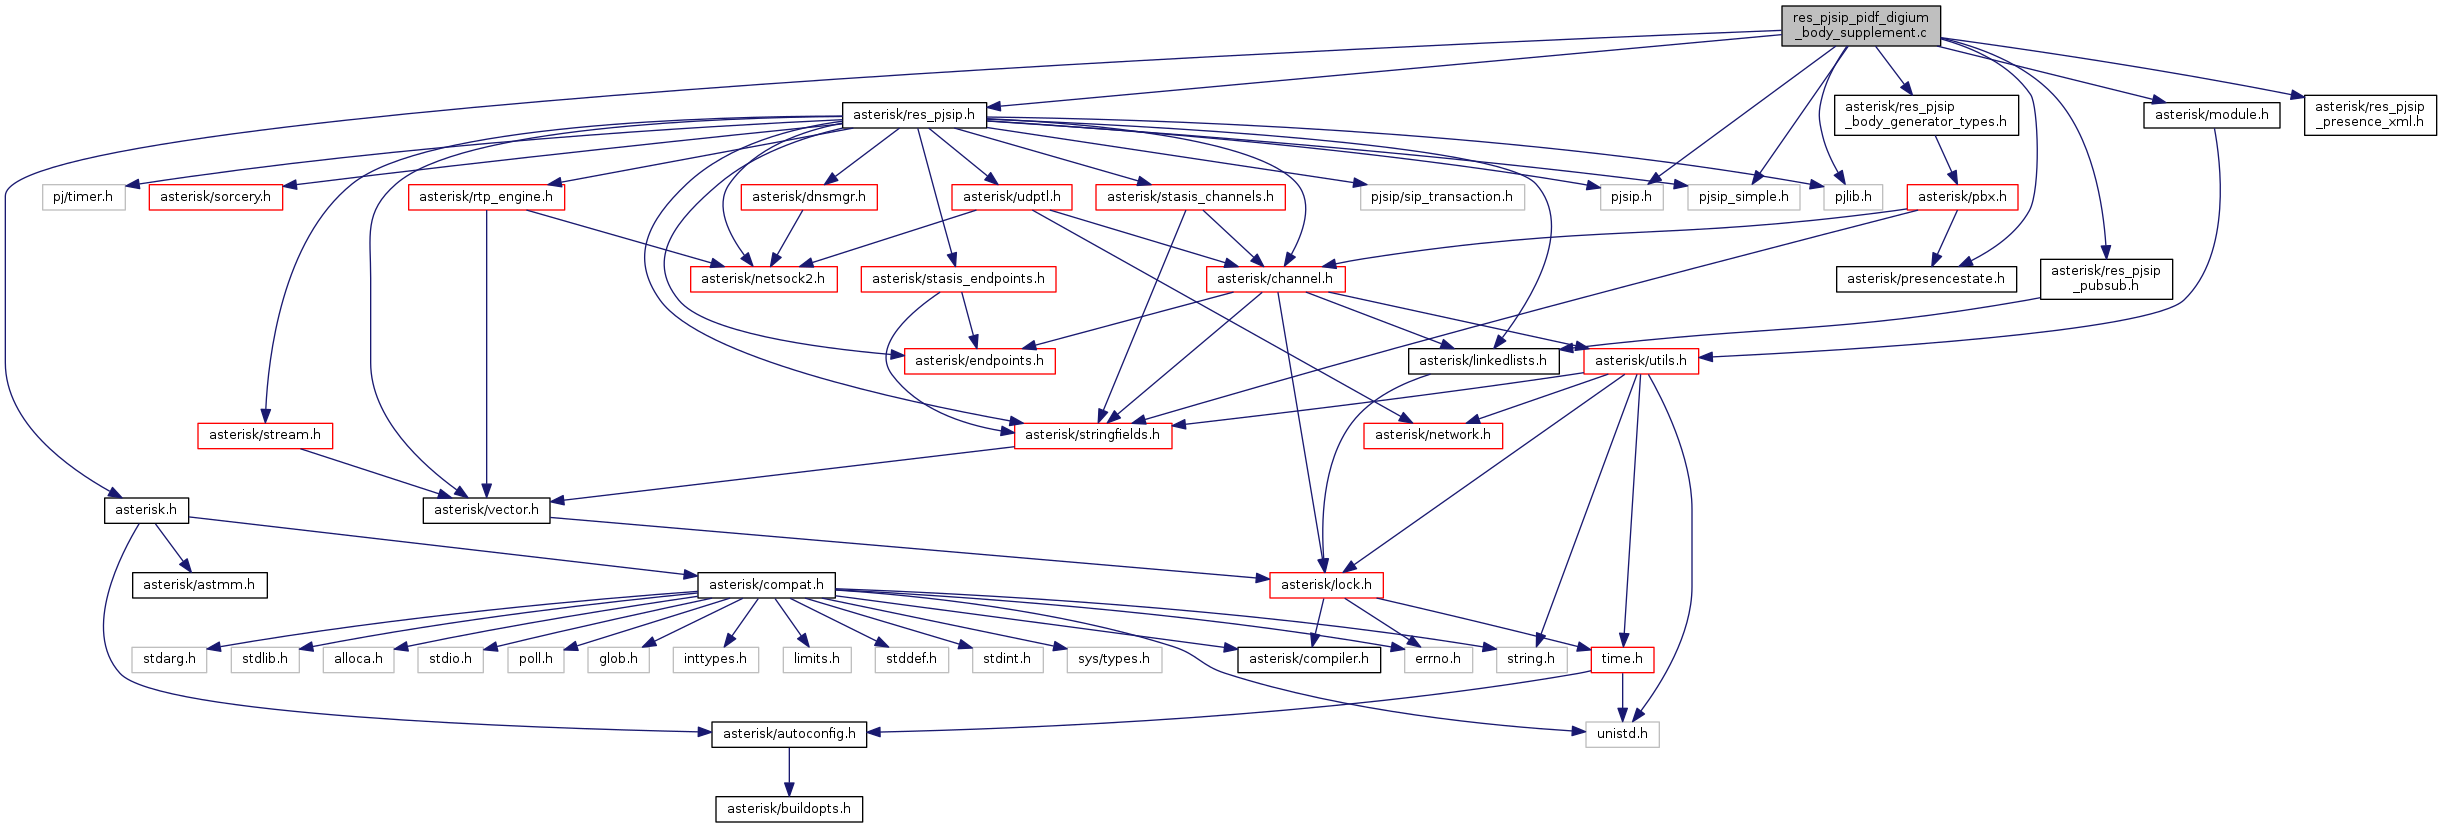 res_pjsip_pidf_digium
_body_supplement.c
asterisk/res_pjsip.h
asterisk/res_pjsip
_body_generator_types.h
asterisk/module.h
asterisk/res_pjsip
_presence_xml.h
pj/timer.h
asterisk/sorcery.h
asterisk/rtp_engine.h
asterisk/dnsmgr.h
asterisk/udptl.h
asterisk/stasis_channels.h
pjsip/sip_transaction.h
pjsip.h
pjsip_simple.h
pjlib.h
asterisk/pbx.h
asterisk/netsock2.h
asterisk/stasis_endpoints.h
asterisk/channel.h
asterisk/presencestate.h
asterisk/res_pjsip
_pubsub.h
asterisk/endpoints.h
asterisk/linkedlists.h
asterisk/utils.h
asterisk/stream.h
asterisk/stringfields.h
asterisk/network.h
asterisk.h
asterisk/vector.h
asterisk/astmm.h
asterisk/compat.h
asterisk/lock.h
stdarg.h
stdlib.h
alloca.h
stdio.h
poll.h
glob.h
inttypes.h
limits.h
stddef.h
stdint.h
sys/types.h
asterisk/compiler.h
errno.h
string.h
time.h
asterisk/autoconfig.h
unistd.h
asterisk/buildopts.h